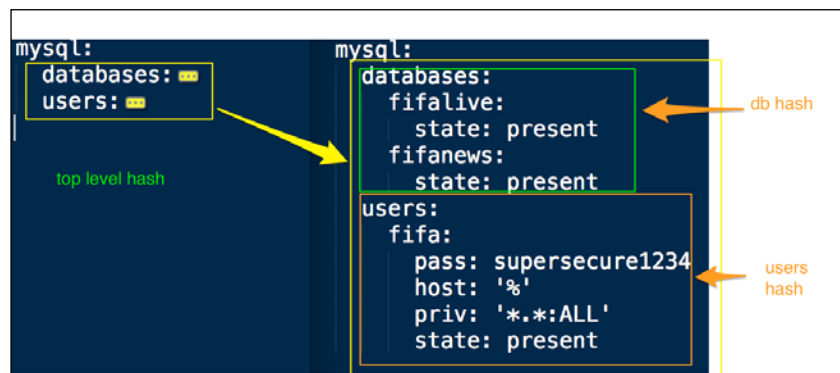 mysql:
  databases:
  users:
top level hash
mysql:
  databases:
    fifalive:
      state: present
    fifanews:
      state: present
  users:
    fifa:
      pass: supersecure1234
      host: '%'
      priv: '*.*:ALL'
      state: present
db hash
users
hash